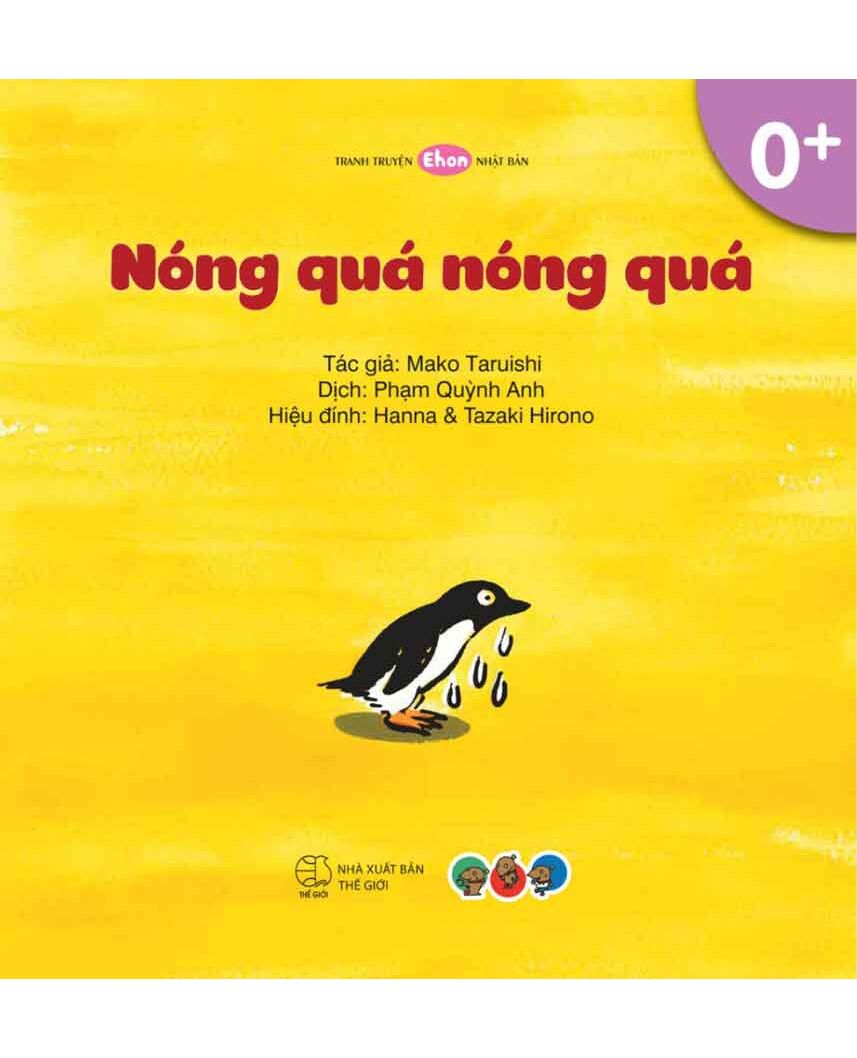 0+
TRANH TRUYỆN Ehon NHẬT BẢN
Nóng quá nóng quá
Tác giả: Mako Taruishi
Dịch: Phạm Quỳnh Anh
Hiệu đính: Hanna & Tazaki Hirono
NHÀ XUẤT BẢN
THẾ GIỚI
THẾ GIỚI